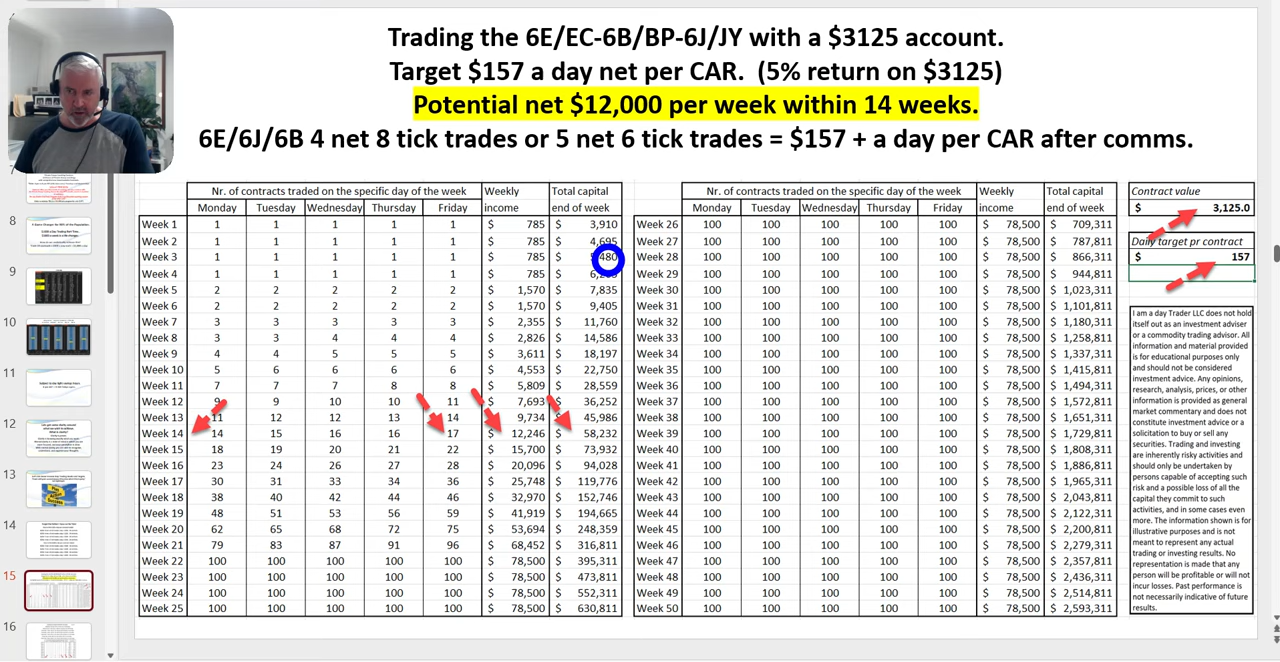 Trading the 6E/EC-6B/BP-6J/JY with a $3125 account.
Target $157 a day net per CAR. (5% return on $3125)
Potential net $12,000 per week within 14 weeks.
6E/6J/6B 4 net 8 tick trades or 5 net 6 tick trades = $157 + a day per CAR after comms.
Nr. of contracts traded on the specific day of the week Weekly Total capital
Monday Tuesday Wednesday Thursday Friday income end of week
Week 1 1 1 1 1 1 $ 785 $ 3,910
Week 2 1 1 1 1 1 $ 785 $
Week 3 1 1 1 1 1 $ 785 $
Week 4 1 1 1 1 1 $ 785 $
Week 5 2 2 2 2 2 $ 1,570 $ 7,835
Week 6 2 2 2 2 2 $ 1,570 $ 9,405
Week 7 3 3 3 3 3 $ 2,355 $ 11,760
Week 8 3 3 4 4 4 $ 2,826 $ 14,586
Week 9 4 4 5 5 5 $ 3,611 $ 18,197
Week 10 5 6 6 6 6 $ 4,553 $ 22,750
Week 11 7 7 7 8 8 $ 5,809 $ 28,559
Week 12 9 9 10 10 11 $ 7,693 $ 36,252
Week 13 11 12 12 13 14 $ 9,734 $ 45,986
Week 14 14 15 16 16 17 $ 12,246 $ 58,232
Week 15 18 19 20 21 22 $ 15,700 $ 73,932
Week 16 23 24 26 27 28 $ 20,096 $ 94,028
Week 17 30 31 33 34 36 $ 25,748 $ 119,776
Week 18 38 40 42 44 46 $ 32,970 $ 152,746
Week 19 48 51 53 56 59 $ 41,919 $ 194,665
Week 20 62 65 68 72 75 $ 53,694 $ 248,359
Week 21 79 83 87 91 96 $ 68,452 $ 316,811
Week 22 100 100 100 100 100 $ 78,500 $ 395,311
Week 23 100 100 100 100 100 $ 78,500 $ 473,811
Week 24 100 100 100 100 100 $ 78,500 $ 552,311
Week 25 100 100 100 100 100 $ 78,500 $ 630,811
Nr. of contracts traded on the specific day of the week Weekly Total capital
Monday Tuesday Wednesday Thursday Friday income end of week
Week 26 100 100 100 100 100 $ 78,500 $ 709,311
Week 27 100 100 100 100 100 $ 78,500 $ 787,811
Week 28 100 100 100 100 100 $ 78,500 $ 866,311
Week 29 100 100 100 100 100 $ 78,500 $ 944,811
Week 30 100 100 100 100 100 $ 78,500 $ 1,023,311
Week 31 100 100 100 100 100 $ 78,500 $ 1,101,811
Week 32 100 100 100 100 100 $ 78,500 $ 1,180,311
Week 33 100 100 100 100 100 $ 78,500 $ 1,258,811
Week 34 100 100 100 100 100 $ 78,500 $ 1,337,311
Week 35 100 100 100 100 100 $ 78,500 $ 1,415,811
Week 36 100 100 100 100 100 $ 78,500 $ 1,494,311
Week 37 100 100 100 100 100 $ 78,500 $ 1,572,811
Week 38 100 100 100 100 100 $ 78,500 $ 1,651,311
Week 39 100 100 100 100 100 $ 78,500 $ 1,729,811
Week 40 100 100 100 100 100 $ 78,500 $ 1,808,311
Week 41 100 100 100 100 100 $ 78,500 $ 1,886,811
Week 42 100 100 100 100 100 $ 78,500 $ 1,965,311
Week 43 100 100 100 100 100 $ 78,500 $ 2,043,811
Week 44 100 100 100 100 100 $ 78,500 $ 2,122,311
Week 45 100 100 100 100 100 $ 78,500 $ 2,200,811
Week 46 100 100 100 100 100 $ 78,500 $ 2,279,311
Week 47 100 100 100 100 100 $ 78,500 $ 2,357,811
Week 48 100 100 100 100 100 $ 78,500 $ 2,436,311
Week 49 100 100 100 100 100 $ 78,500 $ 2,514,811
Week 50 100 100 100 100 100 $ 78,500 $ 2,593,311
Contract value
$ 3,125.0
Daily target pr contract
$ 157
I am a day Trader LLC does not hold
itself out as an investment adviser
or a commodity trading advisor. All
information and material provided
is for educational purposes only
and should not be considered
investment advice. Any opinions,
research, analysis, prices, or other
information is provided as general
market commentary and does not
constitute investment advice or a
solicitation to buy or sell any
securities. Trading and investing
are inherently risky activities and
should only be undertaken by
persons capable of accepting such
risk and a possible loss of all the
capital they commit to such
activities, and in some cases even
more. The information shown is for
illustrative purposes and is not
meant to represent any actual
trading or investing results. No
representation is made that any
person will be profitable or will not
incur losses. Past performance is
not necessarily indicative of future
results.
7
8
9
10
11
12
13
14
15
16